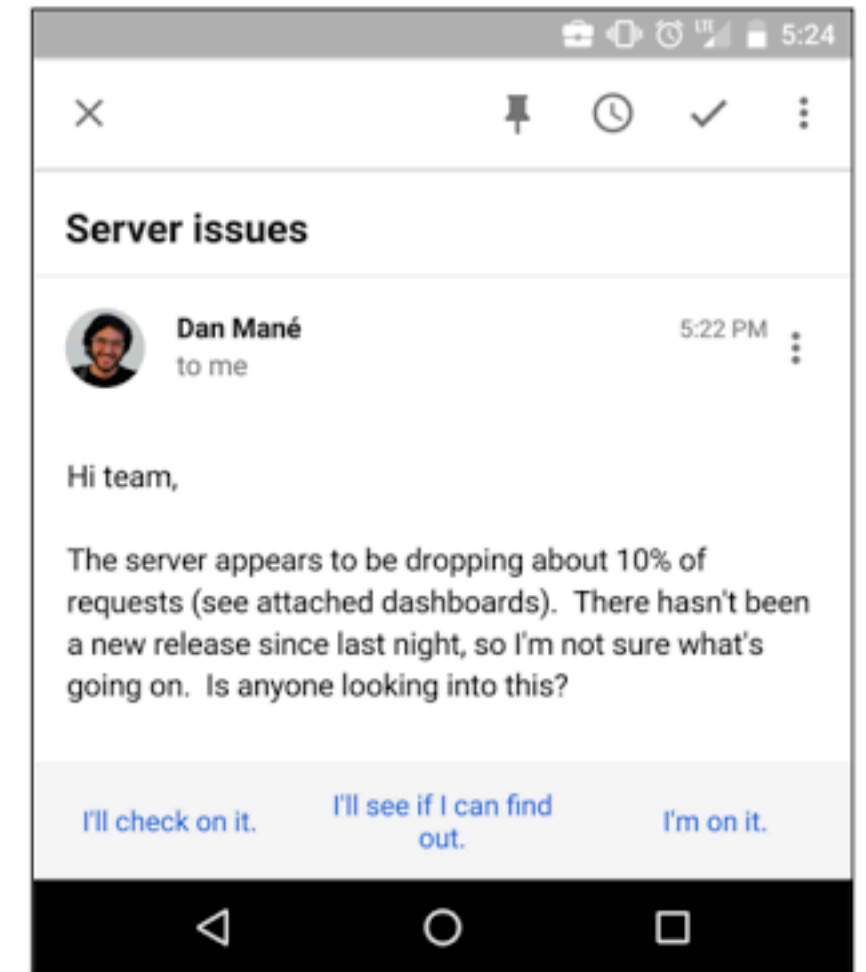 LTE 5:24
Server issues
Dan Mané 5:22 PM
to me
Hi team,
The server appears to be dropping about 10% of
requests (see attached dashboards).  There hasn't been
a new release since last night, so I'm not sure what's
going on.  Is anyone looking into this?
I'll check on it.
I'll see if I can find
out.
I'm on it.